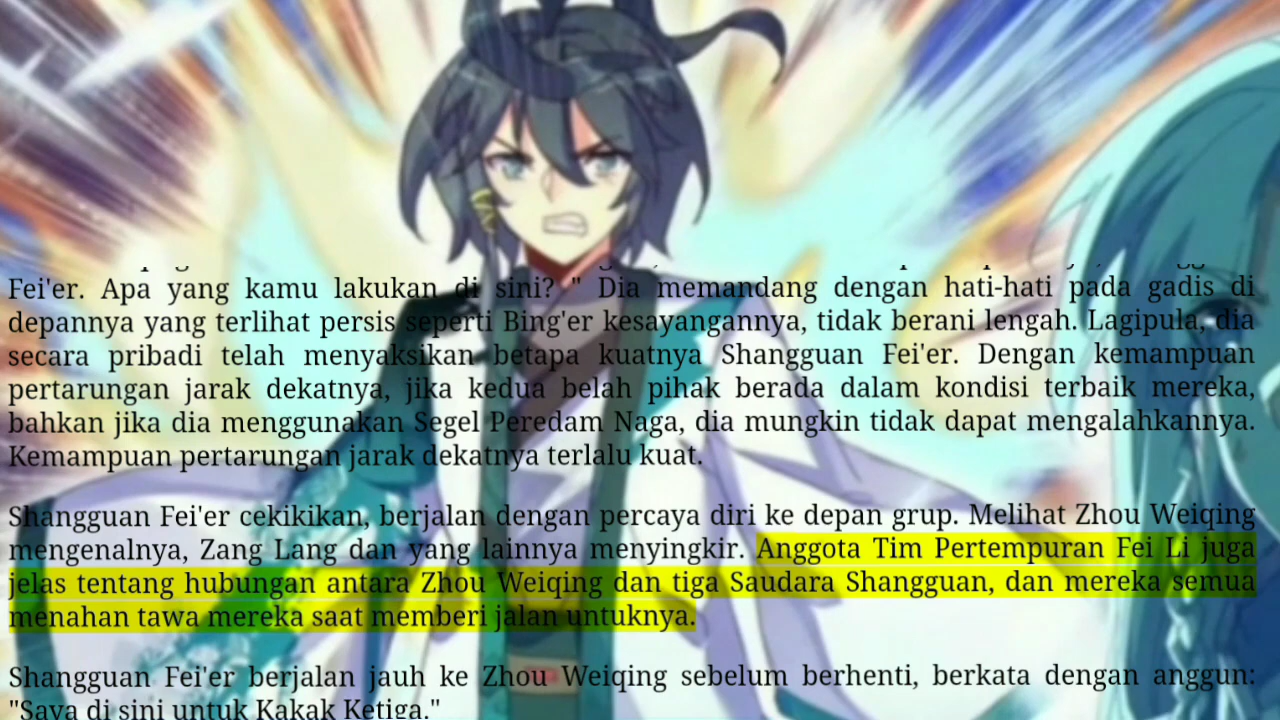 Fei'er. Apa yang kamu lakukan di sini? " Dia memandang dengan hati-hati pada gadis di
depannya yang terlihat persis seperti Bing'er kesayangannya, tidak berani lengah. Lagipula, dia
secara pribadi telah menyaksikan betapa kuatnya Shangguan Fei'er. Dengan kemampuan
pertarungan jarak dekatnya, jika kedua belah pihak berada dalam kondisi terbaik mereka,
bahkan jika dia menggunakan Segel Peredam Naga, dia mungkin tidak dapat mengalahkannya.
Kemampuan pertarungan jarak dekatnya terlalu kuat.
Shangguan Fei'er cekikikan, berjalan dengan percaya diri ke depan grup. Melihat Zhou Weiqing
mengenalnya, Zang Lang dan yang lainnya menyingkir. Anggota Tim Pertempuran Fei Li juga
jelas tentang hubungan antara Zhou Weiqing dan tiga Saudara Shangguan, dan mereka semua
menahan tawa mereka saat memberi jalan untuknya.
Shangguan Fei'er berjalan jauh ke Zhou Weiqing sebelum berhenti, berkata dengan anggun:
"Saya di sini untuk Kakak Ketiga."